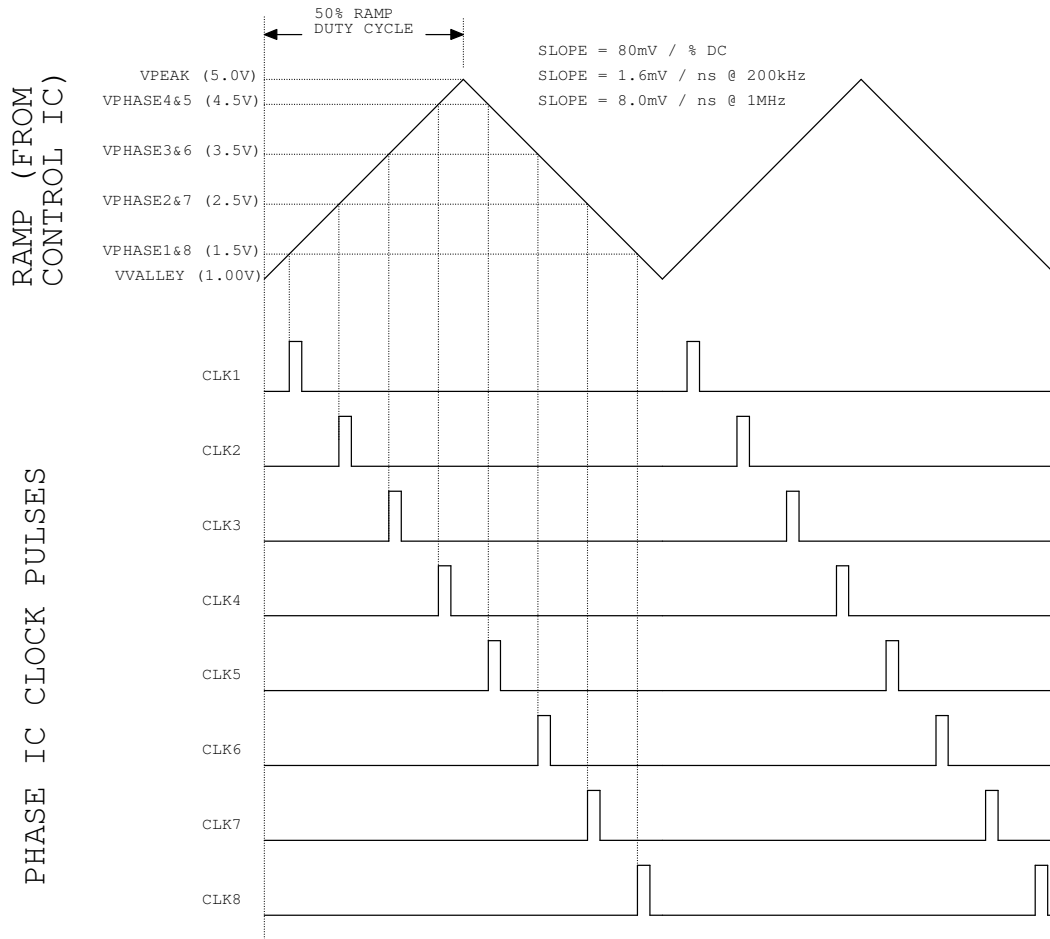 50% RAMP
DUTY CYCLE
SLOPE = 80mV / % DC
SLOPE = 1.6mV / ns @ 200kHz
SLOPE = 8.0mV / ns @ 1MHz
RAMP (FROM
CONTROL IC)
VPEAK (5.0V)
VPHASE4&5 (4.5V)
VPHASE3&6 (3.5V)
VPHASE2&7 (2.5V)
VPHASE1&8 (1.5V)
VVALLEY (1.00V)
PHASE IC CLOCK PULSES
CLK1
CLK2
CLK3
CLK4
CLK5
CLK6
CLK7
CLK8